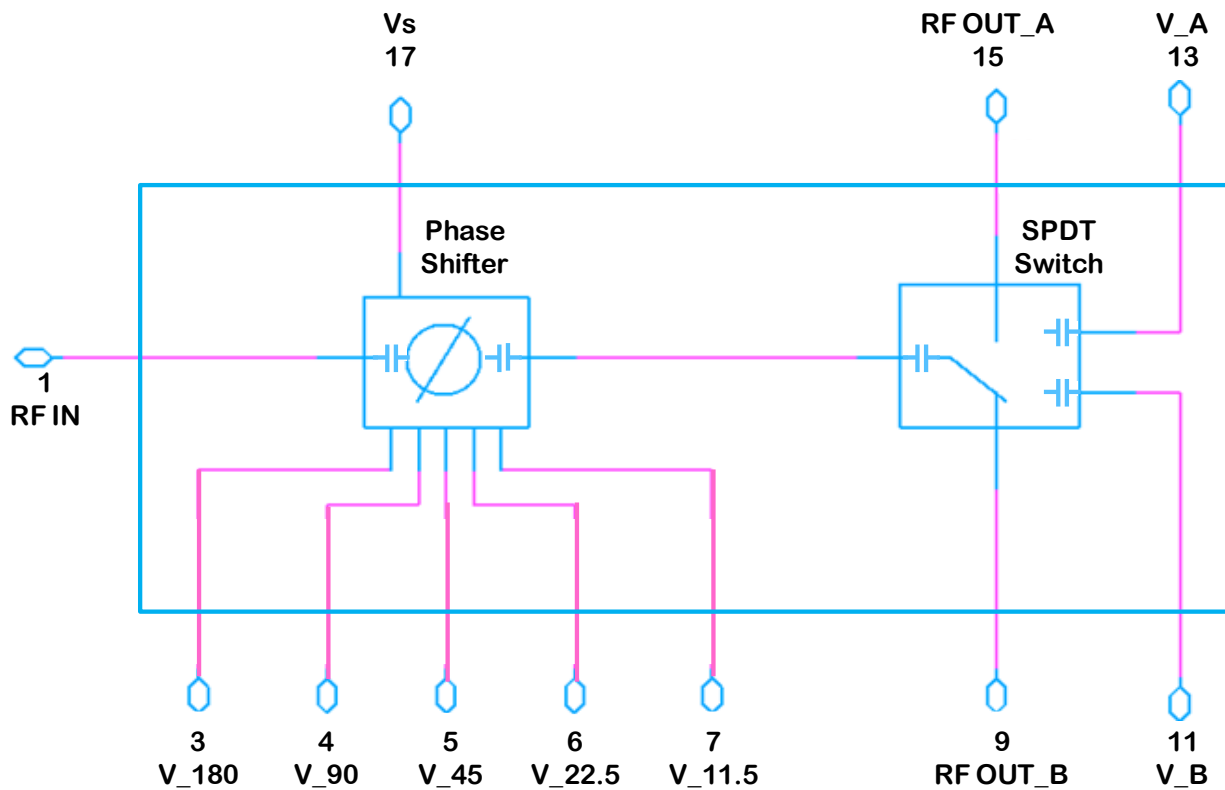 Vs
17
RF OUT_A
15
V_A
13
Phase
Shifter
SPDT
Switch
1
RF IN
3
V_180
4
V_90
5
V_45
6
V_22.5
7
V_11.5
9
RF OUT_B
11
V_B